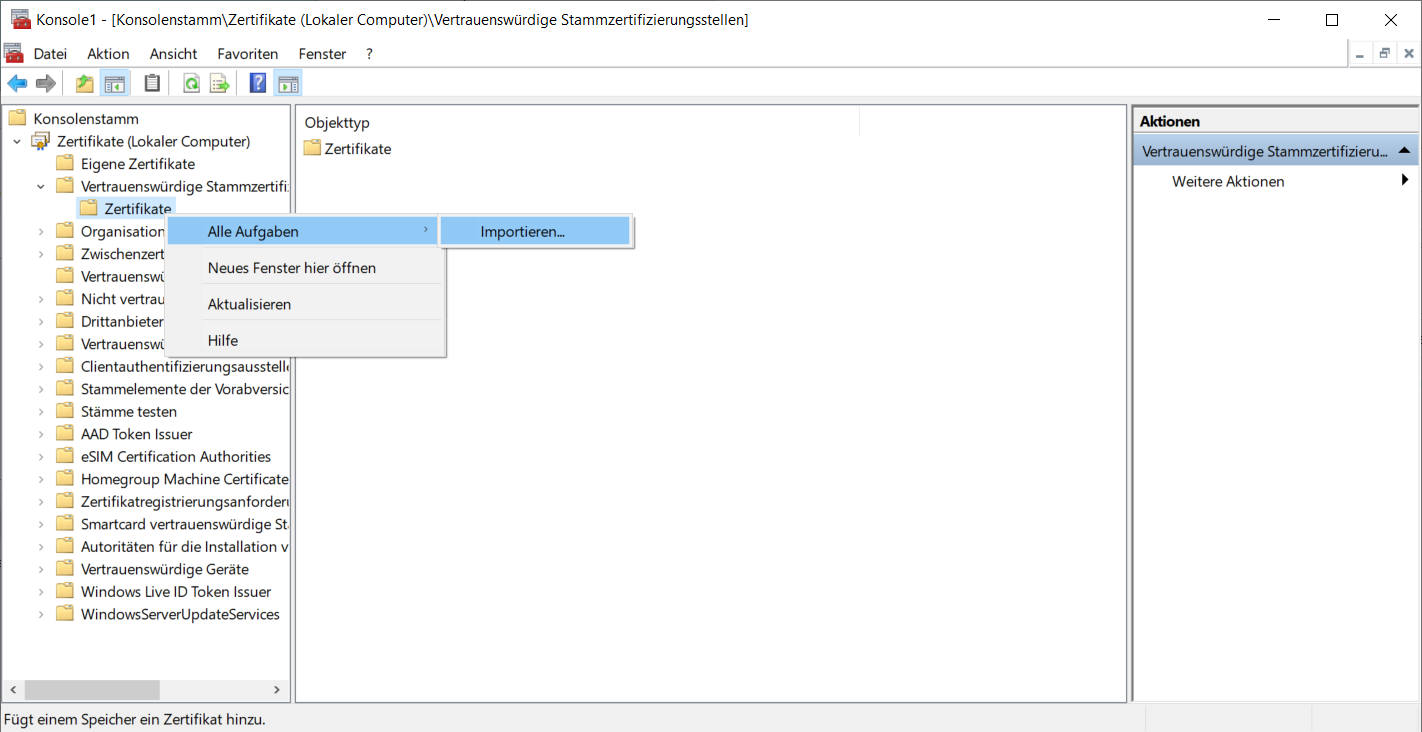 Konsole1 - [Konsolenstamm\Zertifikate (Lokaler Computer)\Vertrauenswürdige Stammzertifizierungsstellen]
Datei Aktion Ansicht Favoriten Fenster ?
Konsolenstamm
Zertifikate (Lokaler Computer)
Eigene Zertifikate
Vertrauenswürdige Stammzertifi
Zertifikate
Organisation
Zwischenzert
Vertrauenswü
Nicht vertrau
Drittanbieter
Vertrauenswü
Clientauthentifizierungsausstelle
Stammelemente der Vorabversic
Stämme testen
AAD Token Issuer
eSIM Certification Authorities
Homegroup Machine Certificate
Zertifikatregistrierungsanforderu
Smartcard vertrauenswürdige Sta
Autoritäten für die Installation v
Vertrauenswürdige Geräte
Windows Live ID Token Issuer
WindowsServerUpdateServices
Alle Aufgaben
Neues Fenster hier öffnen
Aktualisieren
Hilfe
Importieren...
Objekttyp
Zertifikate
Aktionen
Vertrauenswürdige Stammzertifizieru...
Weitere Aktionen
Fügt einem Speicher ein Zertifikat hinzu.